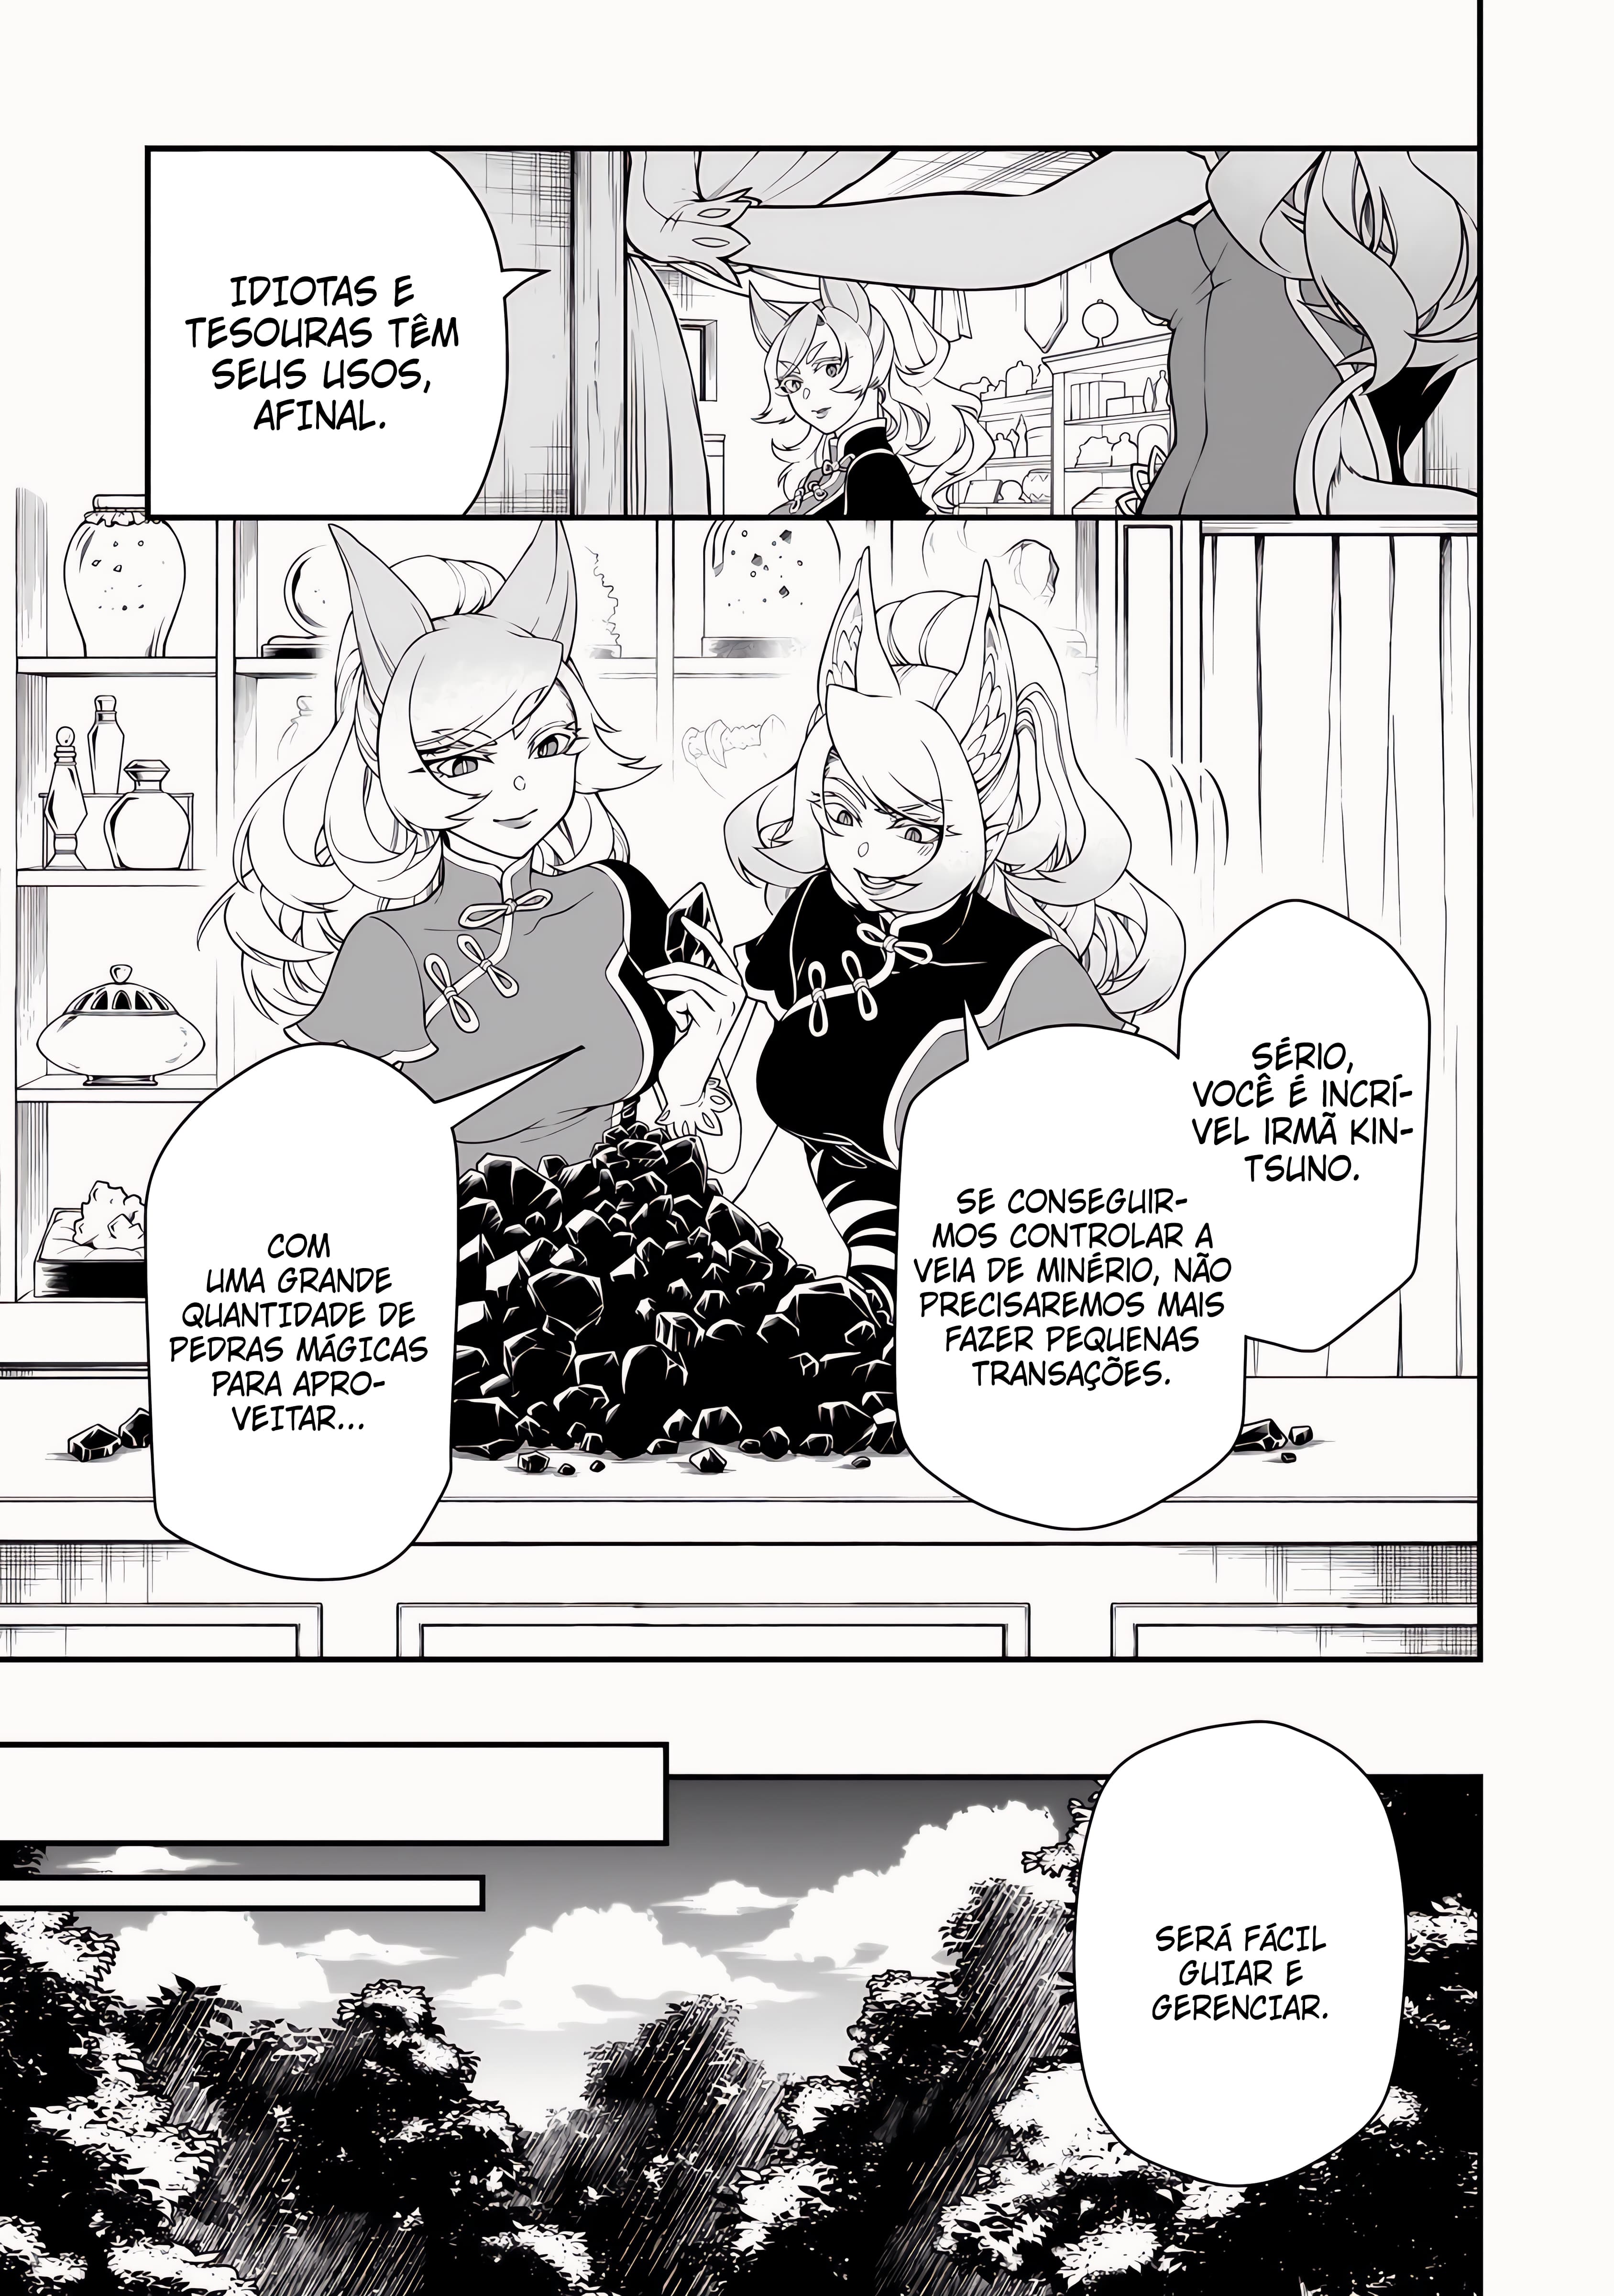 IDIOTAS E
TESOURAS TÊM
SEUS USOS,
AFINAL.
SÉRIO,
VOCÊ É INCRÍ-
VEL IRMÃ KIN-
TSUNO.
SE CONSEGUIR-
MOS CONTROLAR A
VEIA DE MINÉRIO, NÃO
PRECISAREMOS MAIS
FAZER PEQUENAS
TRANSAÇÕES.
COM
UMA GRANDE
QUANTIDADE DE
PEDRAS MÁGICAS
PARA APRO-
VEITAR...
SERÁ FÁCIL
GUIAR E
GERENCIAR.